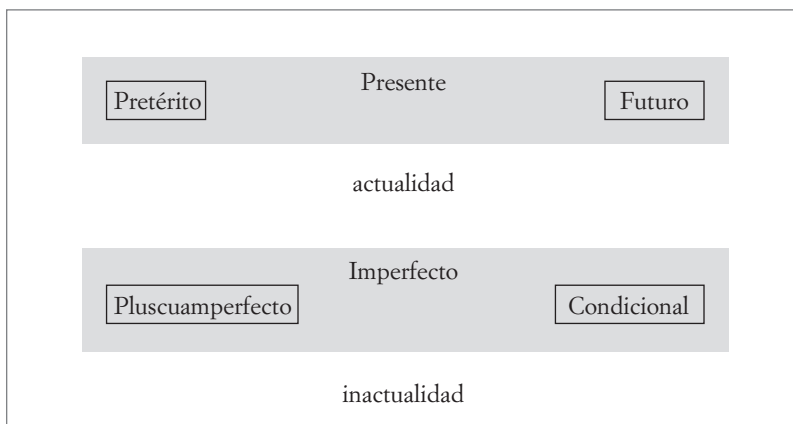 Presente
Pretérito
Futuro
actualidad
Imperfecto
Pluscuamperfecto
Condicional
inactualidad